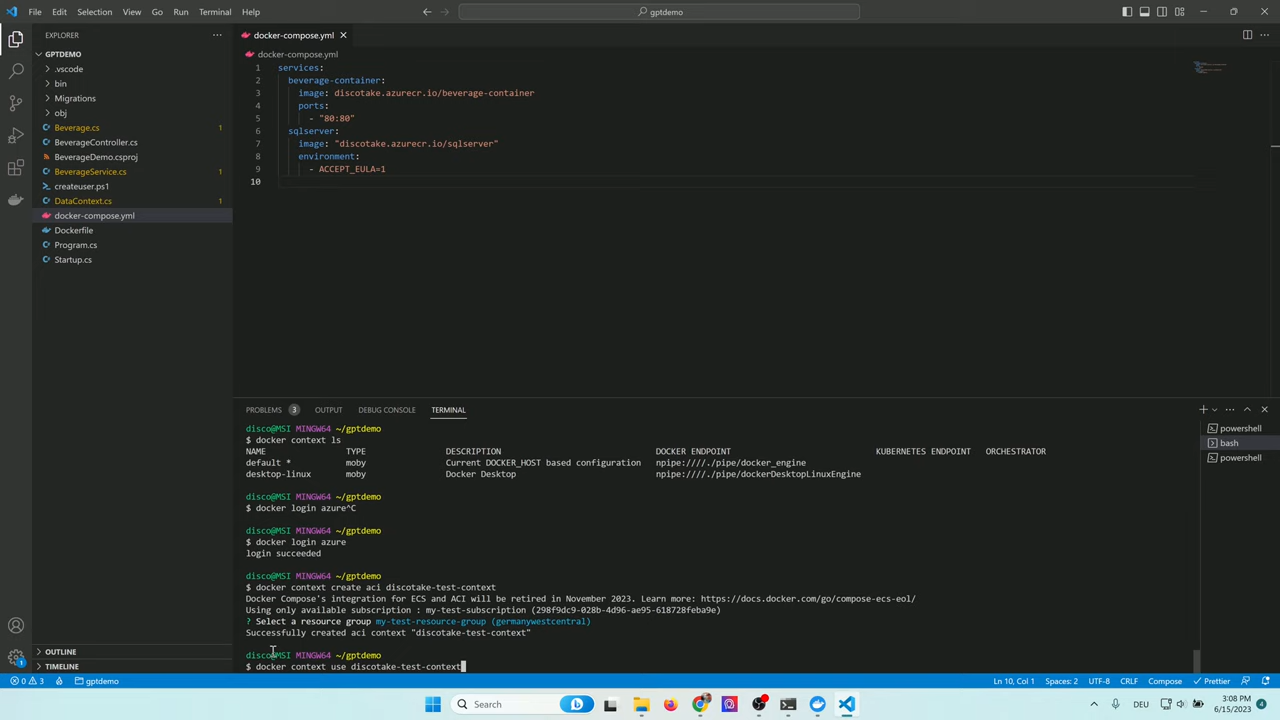 File Edit Selection View Go Run Terminal Help
gptdemo
EXPLORER
GPTDEMO
.vscode
bin
Migrations
obj
Beverage.cs 1
BeverageController.cs
BeverageDemo.csproj
BeverageService.cs 1
createuser.ps1
DataContext.cs 1
docker-compose.yml
Dockerfile
Program.cs
Startup.cs
OUTLINE
TIMELINE
docker-compose.yml
docker-compose.yml
1 services:
2 beverage-container:
3 image: discotake.azurecr.io/beverage-container
4 ports:
5 - "80:80"
6 sqlserver:
7 image: "discotake.azurecr.io/sqlserver"
8 environment:
9 - ACCEPT_EULA=1
10
PROBLEMS 3 OUTPUT DEBUG CONSOLE TERMINAL
disco@MSI MINGW64 ~/gptdemo
$ docker context ls
NAME TYPE DESCRIPTION DOCKER ENDPOINT KUBERNETES ENDPOINT ORCHESTRATOR
default * moby Current DOCKER_HOST based configuration npipe:////./pipe/docker_engine
desktop-linux moby Docker Desktop npipe:////./pipe/dockerDesktopLinuxEngine
disco@MSI MINGW64 ~/gptdemo
$ docker login azure^C
disco@MSI MINGW64 ~/gptdemo
$ docker login azure
login succeeded
disco@MSI MINGW64 ~/gptdemo
$ docker context create aci discotake-test-context
Docker Compose's integration for ECS and ACI will be retired in November 2023. Learn more: https://docs.docker.com/go/compose-ecs-eol/
Using only available subscription : my-test-subscription (298f9dc9-028b-4d96-ae95-618728feba9e)
? Select a resource group my-test-resource-group (germanywestcentral)
Successfully created aci context "discotake-test-context"
disco@MSI MINGW64 ~/gptdemo
$ docker context use discotake-test-context
powershell
bash
powershell
0 3 gptdemo
Ln 10, Col 1 Spaces: 2 UTF-8 CRLF Compose Prettier
Search
DEU
3:08 PM
6/15/2023